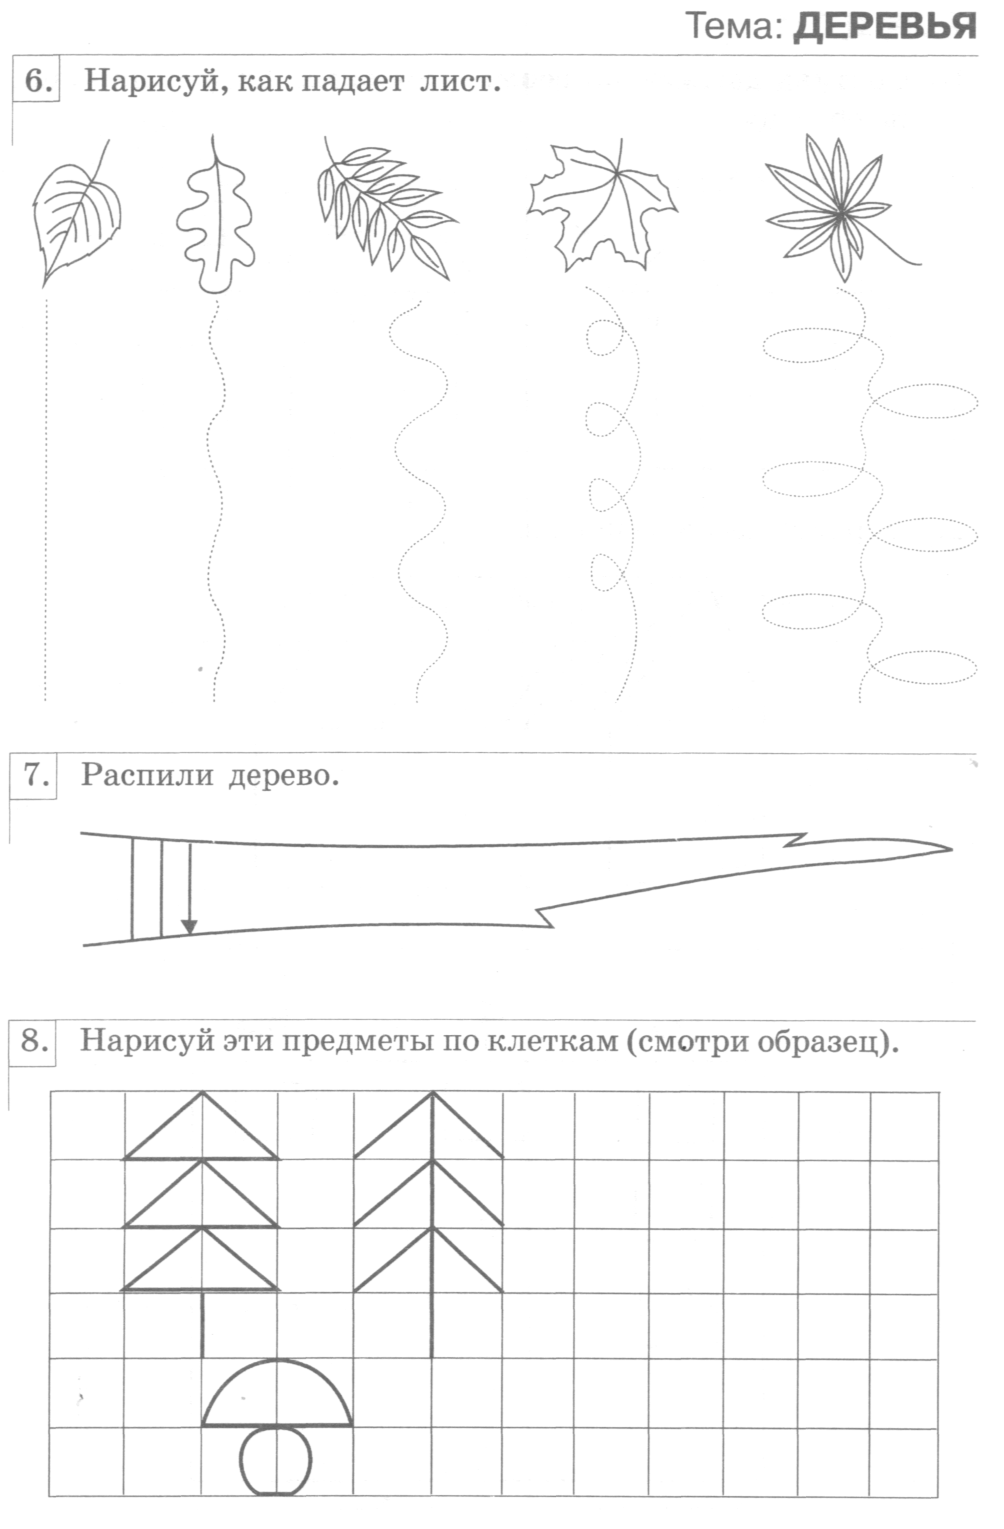 Тема: ДЕРЕВЬЯ
6. Нарисуй, как падает лист.
7. Распили дерево.
8. Нарисуй эти предметы по клеткам (смотри образец).